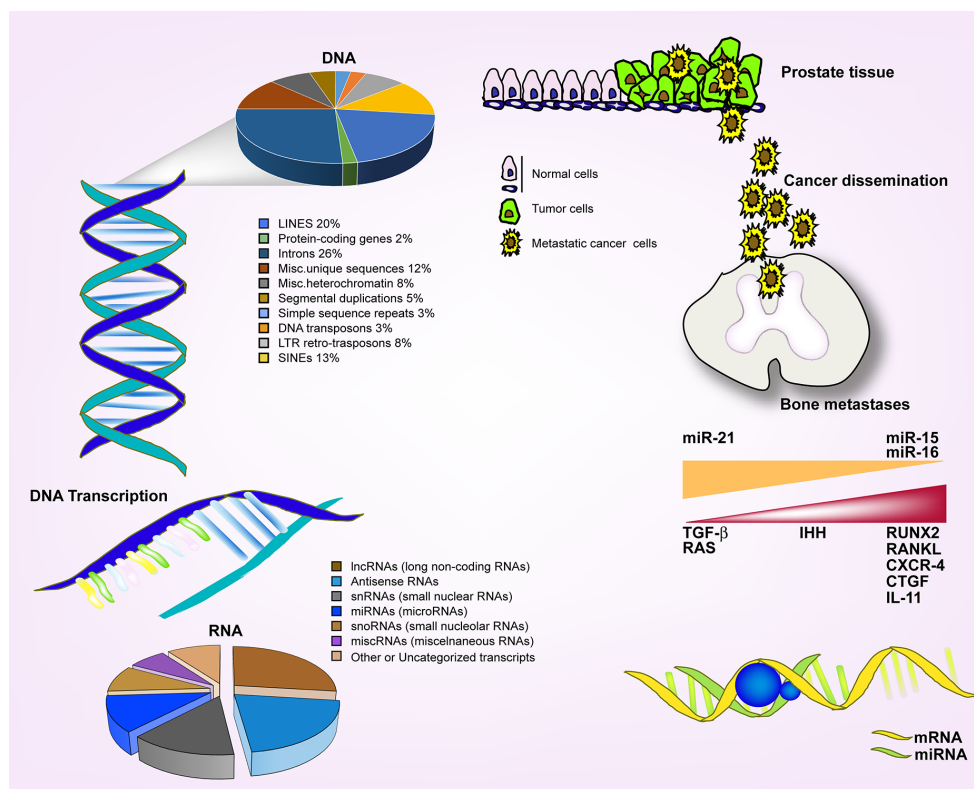 DNA
LINES 20%
Protein-coding genes 2%
Introns 26%
Misc.unique sequences 12%
Misc.heterochromatin 8%
Segmental duplications 5%
Simple sequence repeats 3%
DNA transposons 3%
LTR retro-trasposons 8%
SINEs 13%
DNA Transcription
lncRNAs (long non-coding RNAs)
Antisense RNAs
snRNAs (small nuclear RNAs)
miRNAs (microRNAs)
snoRNAs (small nucleolar RNAs)
miscRNAs (miscelnaneous RNAs)
Other or Uncategorized transcripts
RNA
Prostate tissue
Normal cells
Tumor cells
Metastatic cancer cells
Cancer dissemination
Bone metastases
miR-21
miR-15
miR-16
TGF-β
RAS
IHH
RUNX2
RANKL
CXCR-4
CTGF
IL-11
mRNA
miRNA